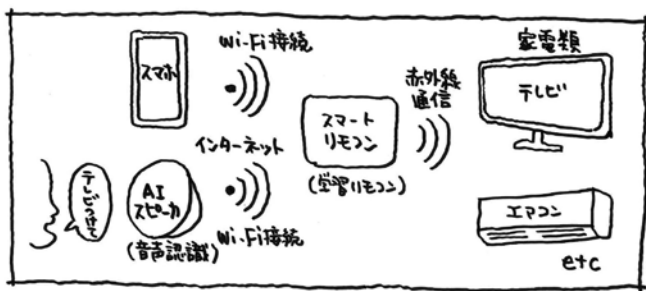 スマホ
Wi-Fi接続
インターネット
テレビつけて
AI
スピーカ
(音声認識)
Wi-Fi接続
スマート
リモコン
(学習リモコン)
赤外線
通信
家電類
テレビ
エアコン
etc